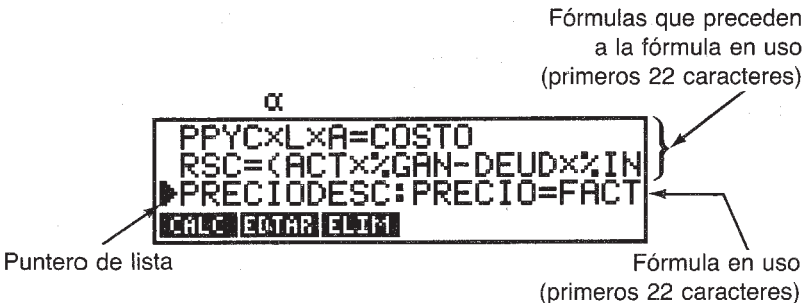 Fórmulas que preceden
a la fórmula en uso
(primeros 22 caracteres)
α
PPYC×L×A=COSTO
RSC=(ACT×%GAN-DEUD×%IN
PRECIODESC:PRECIO=FACT
CALC EDTAR ELIM
Puntero de lista
Fórmula en uso
(primeros 22 caracteres)